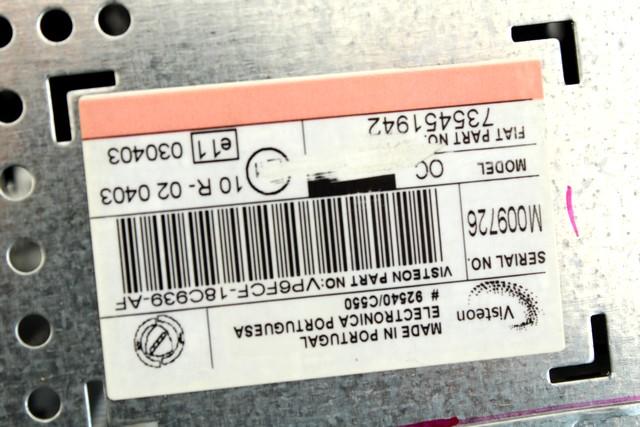 Visteon
MADE IN PORTUGAL
ELECTRONICA PORTUGUESA
# 92540/C550
SERIAL NO.
M009726
VISTEON PART NO:VP6FCF-18C939-AF
MODEL
OC
10 R - 02 0403
FIAT PART NO.
735451942
e11 030403